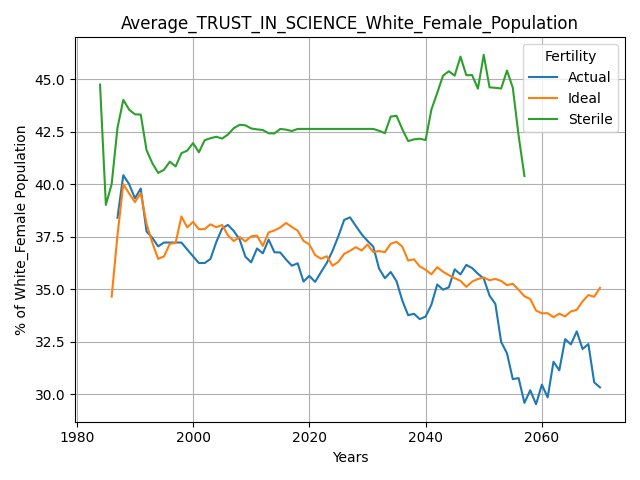 Average_TRUST_IN_SCIENCE_White_Female_Population
Fertility
Actual
Ideal
Sterile
% of White_Female Population
45.0
42.5
40.0
37.5
35.0
32.5
30.0
1980
2000
2020
2040
2060
Years